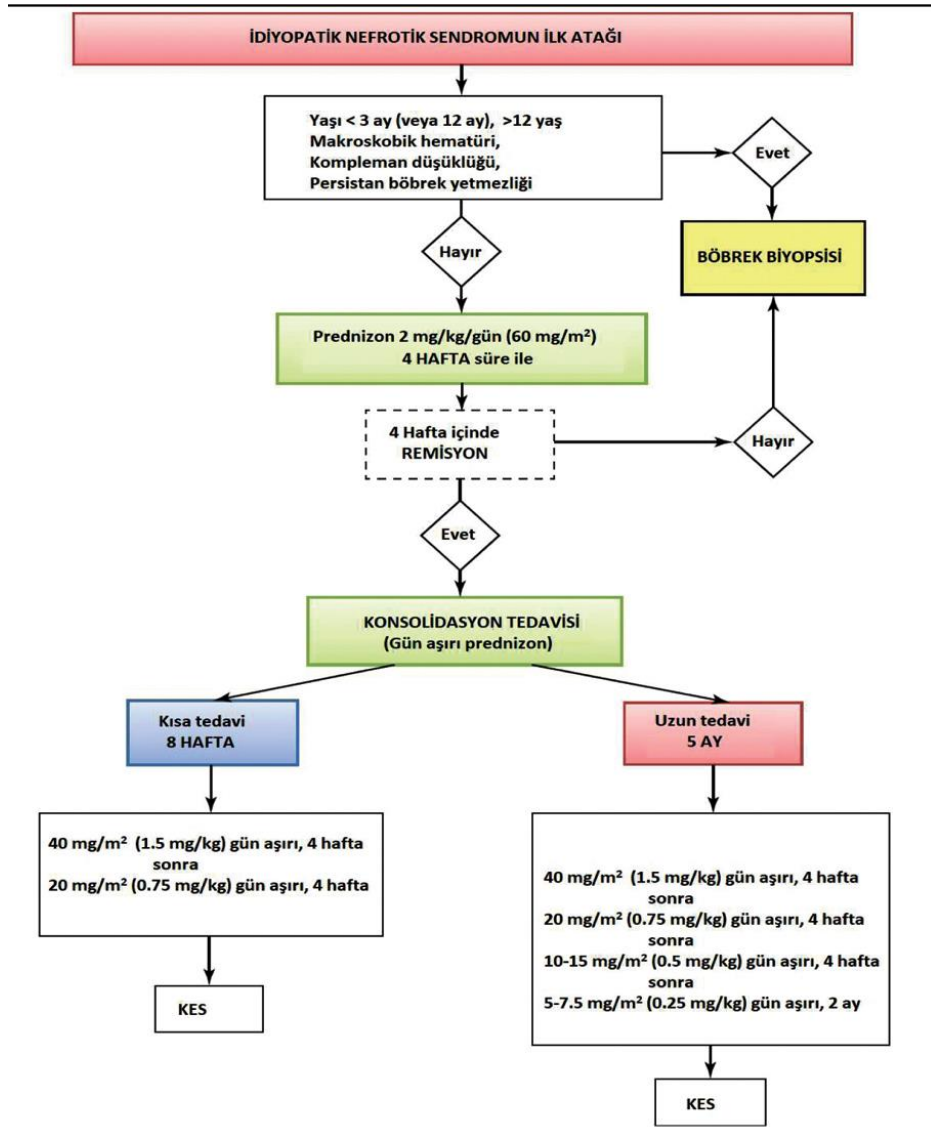 İDİYOPATİK NEFROTİK SENDROMUN İLK ATAĞI
Yaşı < 3 ay (veya 12 ay), >12 yaş
Makroskobik hematüri,
Kompleman düşüklüğü,
Persistan böbrek yetmezliği
Evet
Hayır
BÖBREK BİYOPSİSİ
Prednizon 2 mg/kg/gün (60 mg/m²)
4 HAFTA süre ile
4 Hafta içinde
REMİSYON
Hayır
Evet
KONSOLİDASYON TEDAVİSİ
(Gün aşırı prednizon)
Kısa tedavi
8 HAFTA
Uzun tedavi
5 AY
40 mg/m² (1.5 mg/kg) gün aşırı, 4 hafta
sonra
20 mg/m² (0.75 mg/kg) gün aşırı, 4 hafta
KES
40 mg/m² (1.5 mg/kg) gün aşırı, 4 hafta
sonra
20 mg/m² (0.75 mg/kg) gün aşırı, 4 hafta
sonra
10-15 mg/m² (0.5 mg/kg) gün aşırı, 4 hafta
sonra
5-7.5 mg/m² (0.25 mg/kg) gün aşırı, 2 ay
KES